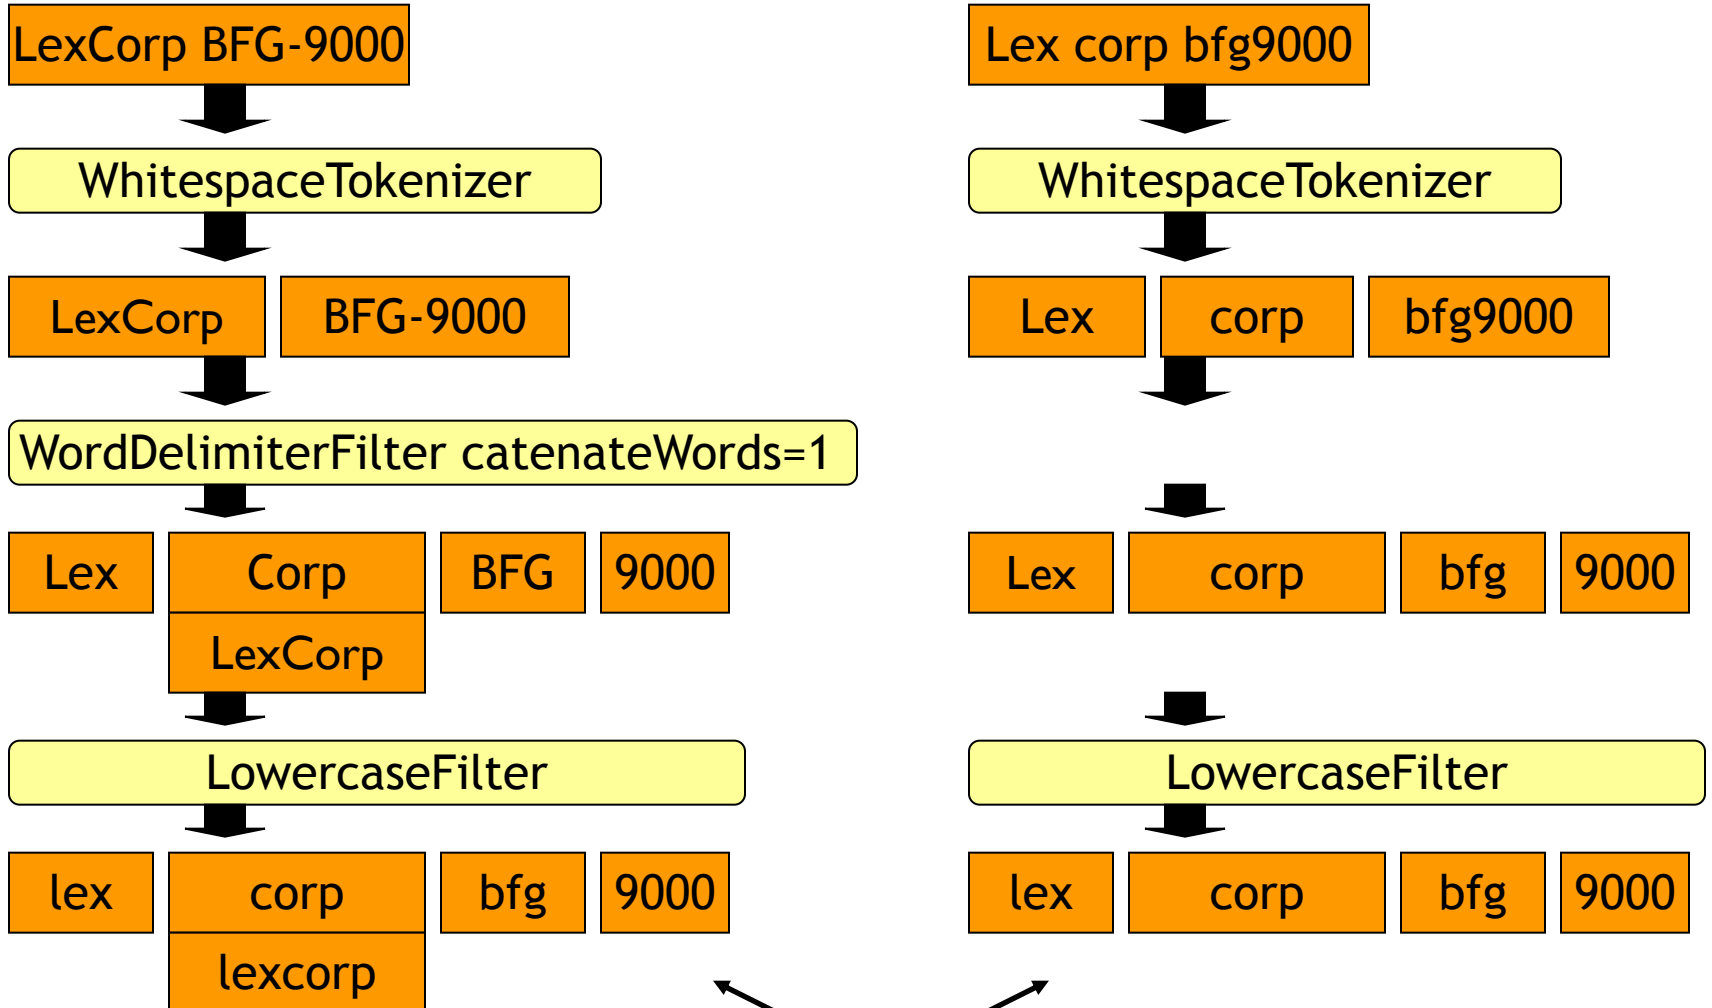 LexCorp BFG-9000
WhitespaceTokenizer
LexCorp BFG-9000
WordDelimiterFilter catenateWords=1
Lex Corp BFG 9000
LexCorp
LowercaseFilter
lex corp bfg 9000
lexcorp
Lex corp bfg9000
WhitespaceTokenizer
Lex corp bfg9000
Lex corp bfg 9000
LowercaseFilter
lex corp bfg 9000